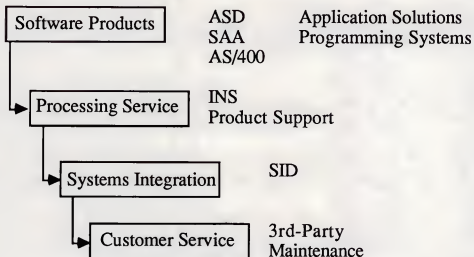 Software Products
ASD Application Solutions
SAA Programming Systems
AS/400
Processing Service
INS
Product Support
Systems Integration
SID
Customer Service
3rd-Party
Maintenance